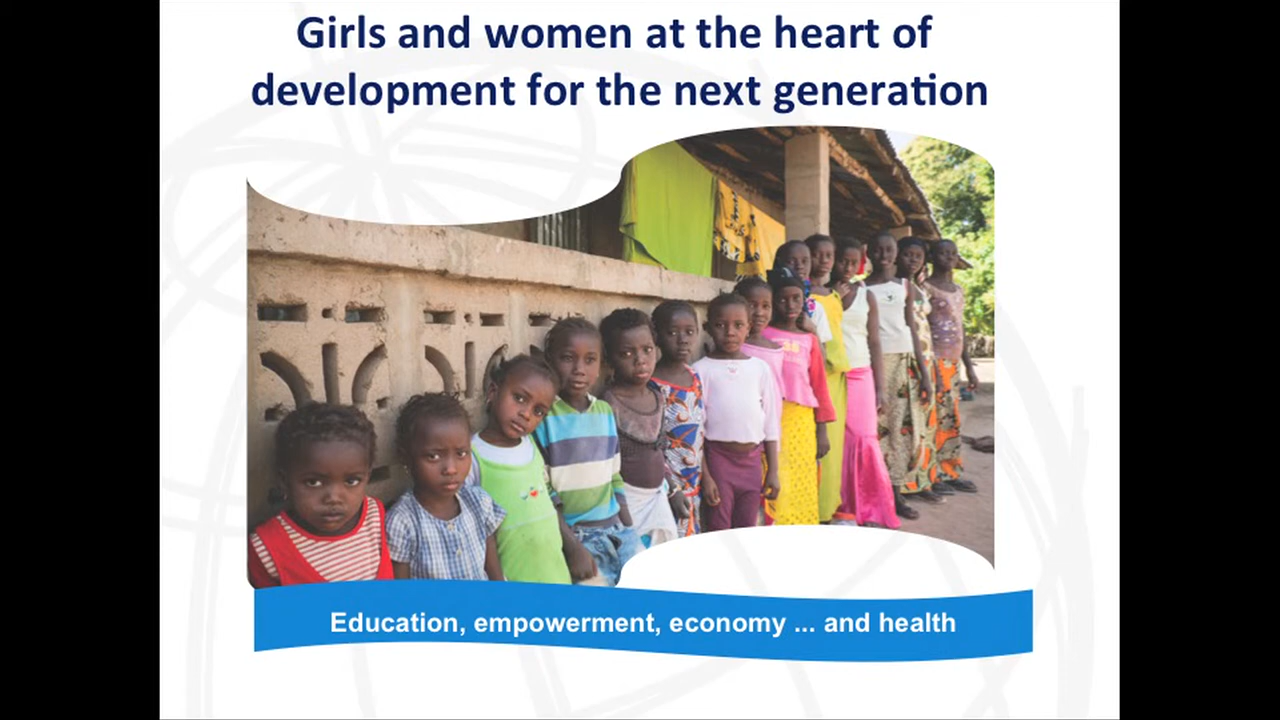 Girls and women at the heart of
development for the next generation
Education, empowerment, economy ... and health